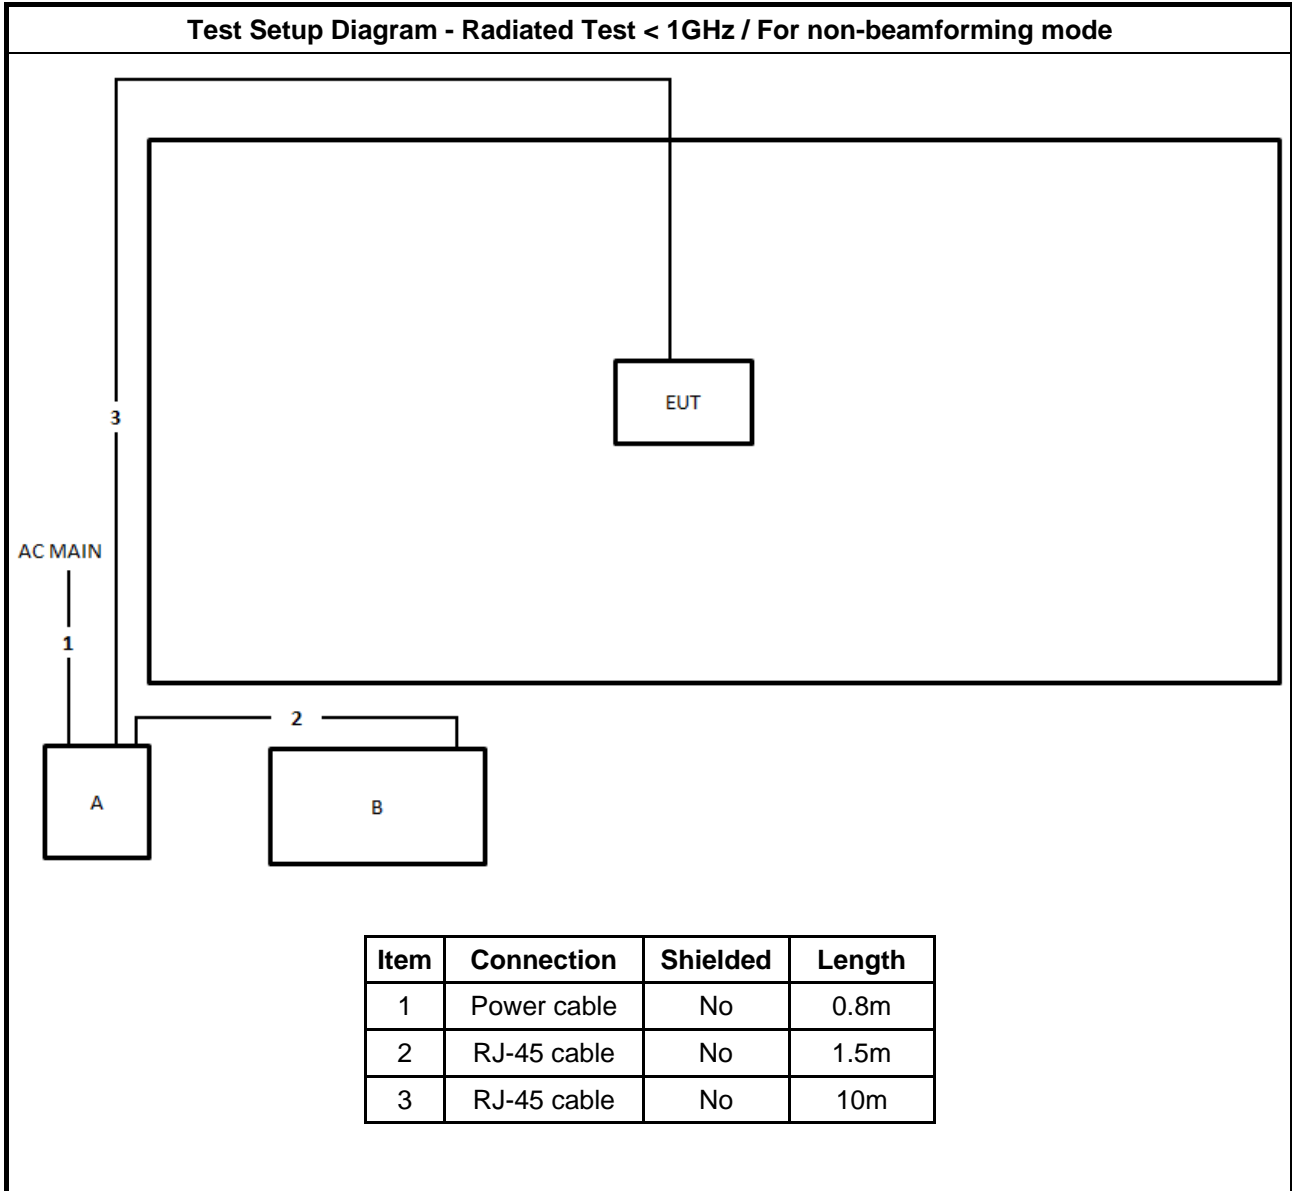 Test Setup Diagram - Radiated Test < 1GHz / For non-beamforming mode
EUT
3
AC MAIN
1
2
A
B
Item Connection Shielded Length
1 Power cable No 0.8m
2 RJ-45 cable No 1.5m
3 RJ-45 cable No 10m